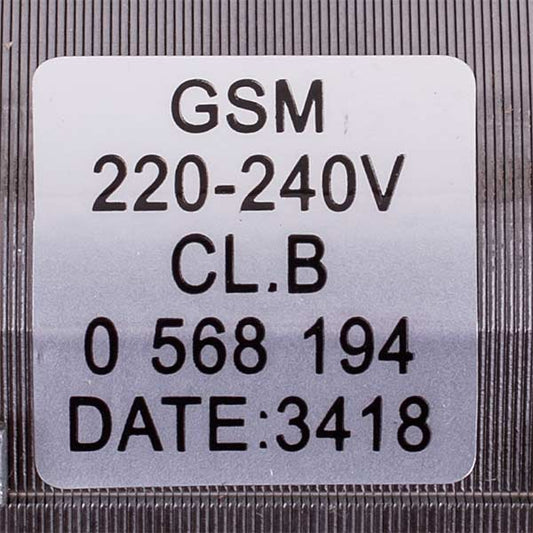 GSM
220-240V
CL.B
0 568 194
DATE:3418